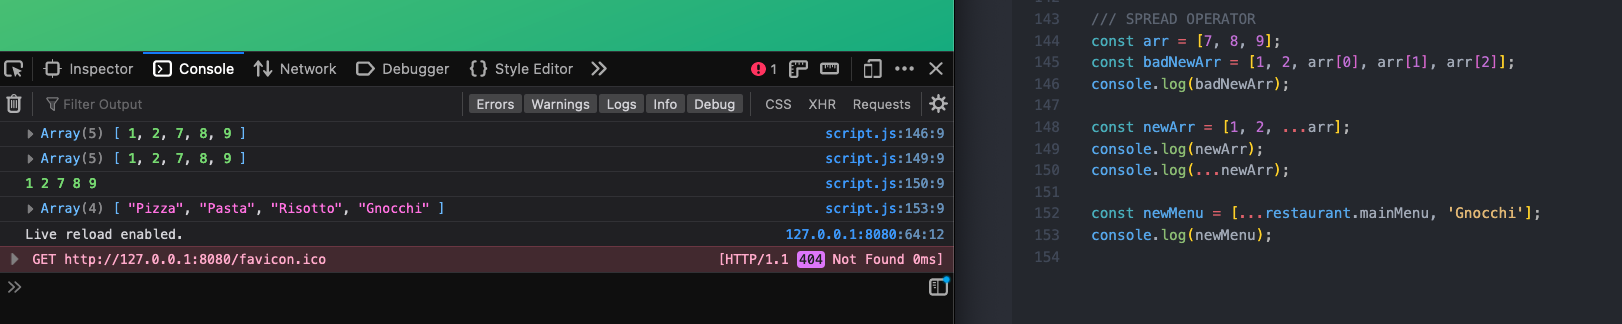 Inspector Console Network Debugger Style Editor 1
Filter Output Errors Warnings Logs Info Debug CSS XHR Requests
Array(5) [ 1, 2, 7, 8, 9 ] script.js:146:9
Array(5) [ 1, 2, 7, 8, 9 ] script.js:149:9
1 2 7 8 9 script.js:150:9
Array(4) [ "Pizza", "Pasta", "Risotto", "Gnocchi" ] script.js:153:9
Live reload enabled. 127.0.0.1:8080:64:12
GET http://127.0.0.1:8080/favicon.ico [HTTP/1.1 404 Not Found 0ms]
143 /// SPREAD OPERATOR
144 const arr = [7, 8, 9];
145 const badNewArr = [1, 2, arr[0], arr[1], arr[2]];
146 console.log(badNewArr);
147
148 const newArr = [1, 2, ...arr];
149 console.log(newArr);
150 console.log(...newArr);
151
152 const newMenu = [...restaurant.mainMenu, 'Gnocchi'];
153 console.log(newMenu);
154